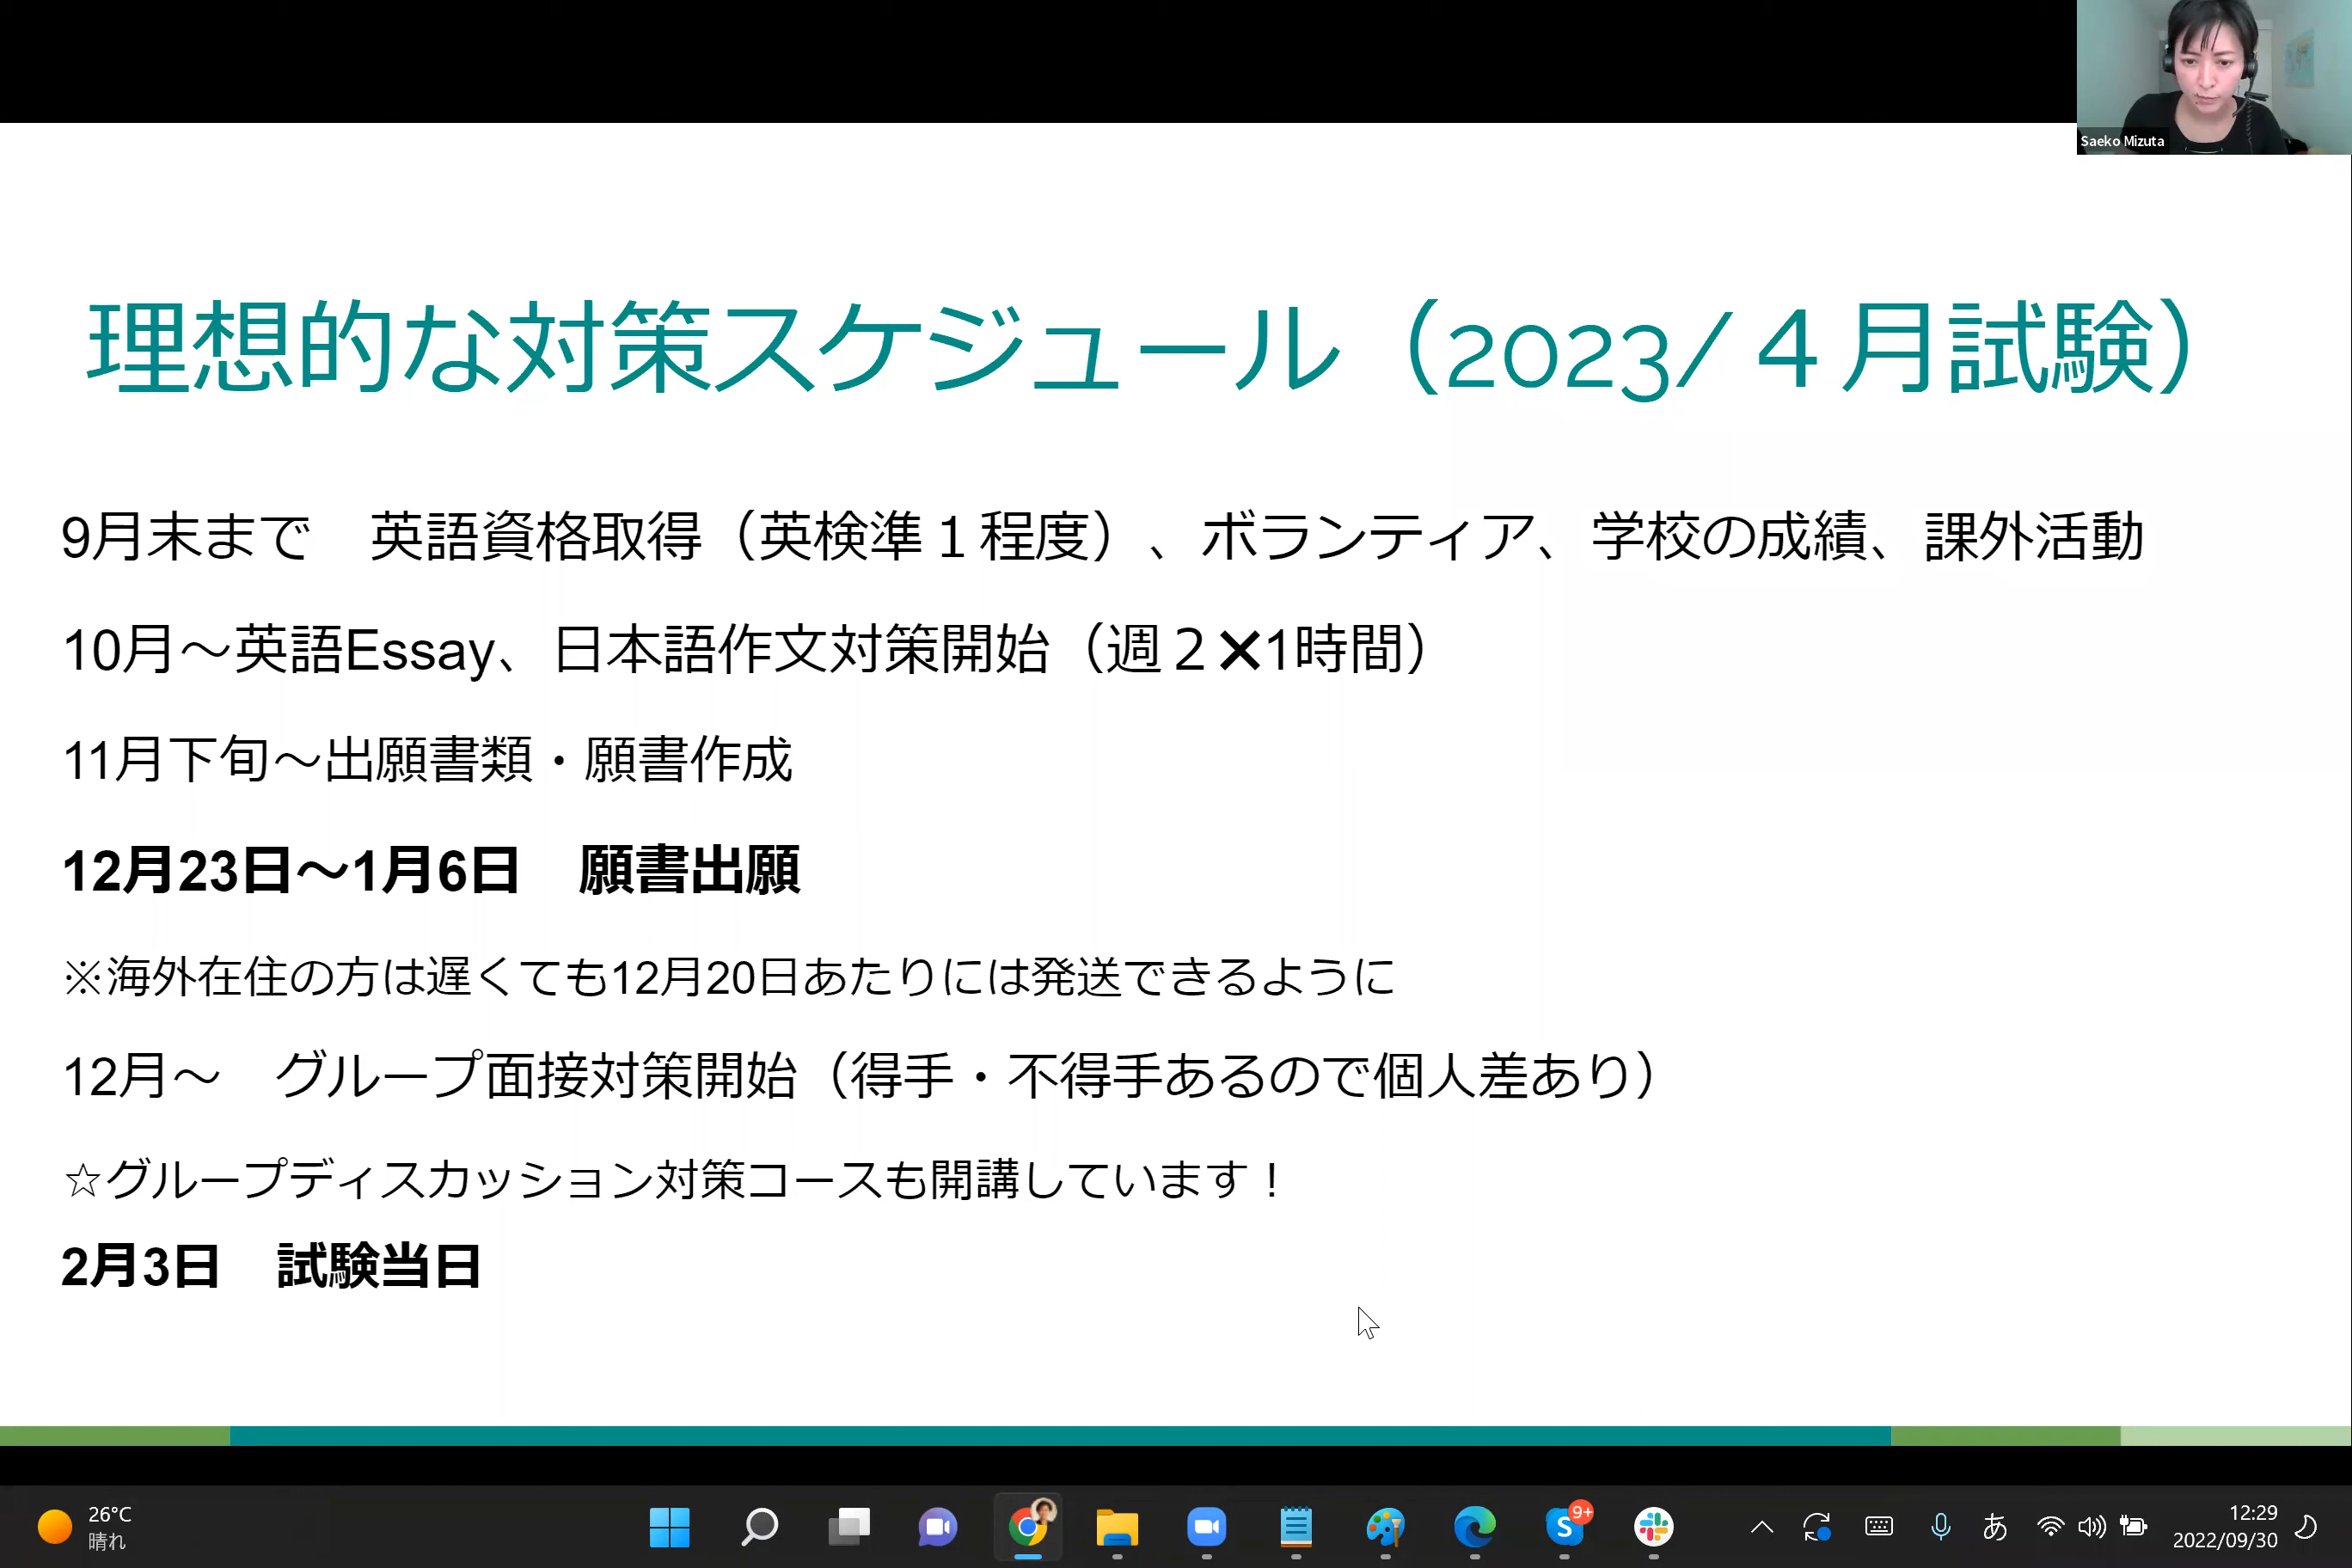 Saeko Mizuta
理想的な対策スケジュール（2023/４月試験）
9月末まで　英語資格取得（英検準１程度）、ボランティア、学校の成績、課外活動
10月～英語Essay、日本語作文対策開始（週２✖1時間）
11月下旬～出願書類・願書作成
12月23日～1月6日　願書出願
※海外在住の方は遅くても12月20日あたりには発送できるように
12月～　グループ面接対策開始（得手・不得手あるので個人差あり）
☆グループディスカッション対策コースも開講しています！
2月3日　試験当日
26°C
晴れ
9+
あ
12:29
2022/09/30